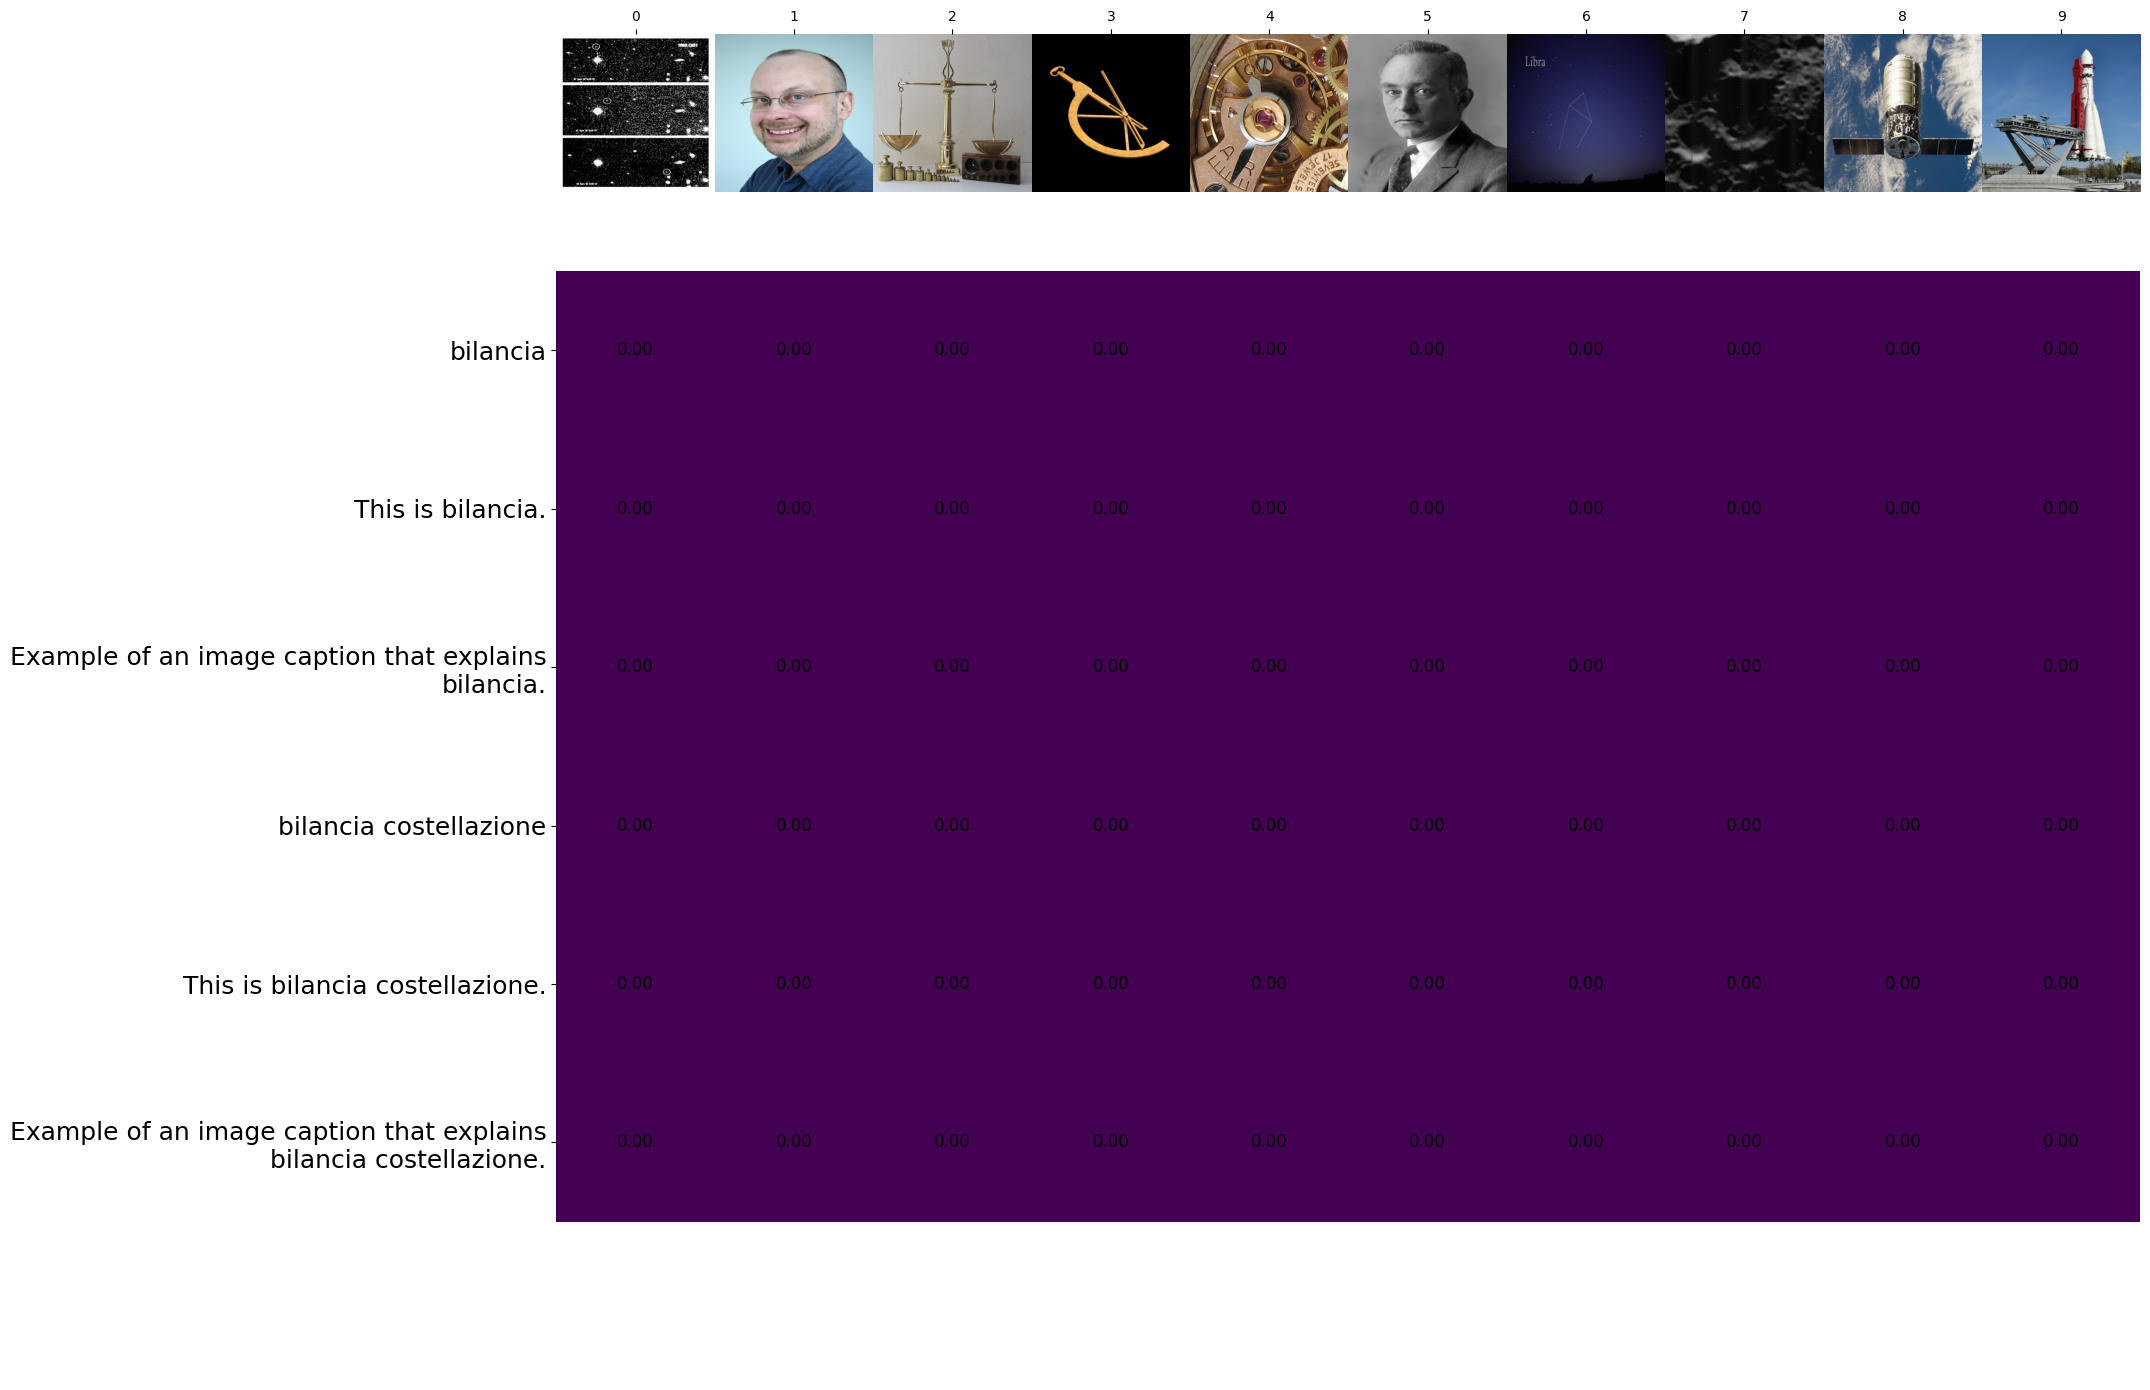 0 1 2 3 4 5 6 7 8 9
Libra
bilancia 0.00 0.00 0.00 0.00 0.00 0.00 0.00 0.00 0.00 0.00
This is bilancia. 0.00 0.00 0.00 0.00 0.00 0.00 0.00 0.00 0.00 0.00
Example of an image caption that explains
bilancia. 0.00 0.00 0.00 0.00 0.00 0.00 0.00 0.00 0.00 0.00
bilancia costellazione 0.00 0.00 0.00 0.00 0.00 0.00 0.00 0.00 0.00 0.00
This is bilancia costellazione. 0.00 0.00 0.00 0.00 0.00 0.00 0.00 0.00 0.00 0.00
Example of an image caption that explains
bilancia costellazione. 0.00 0.00 0.00 0.00 0.00 0.00 0.00 0.00 0.00 0.00